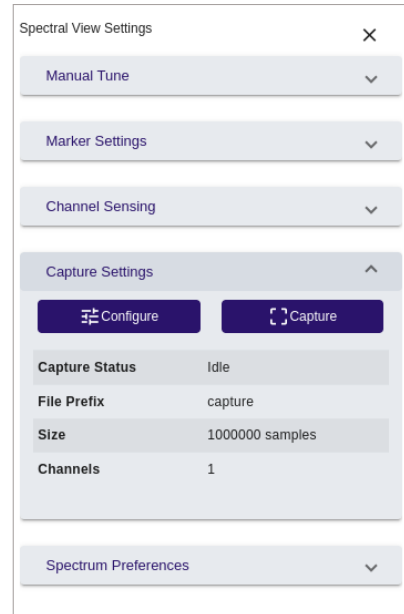 Spectral View Settings
Manual Tune
Marker Settings
Channel Sensing
Capture Settings
Configure Capture
Capture Status Idle
File Prefix capture
Size 1000000 samples
Channels 1
Spectrum Preferences